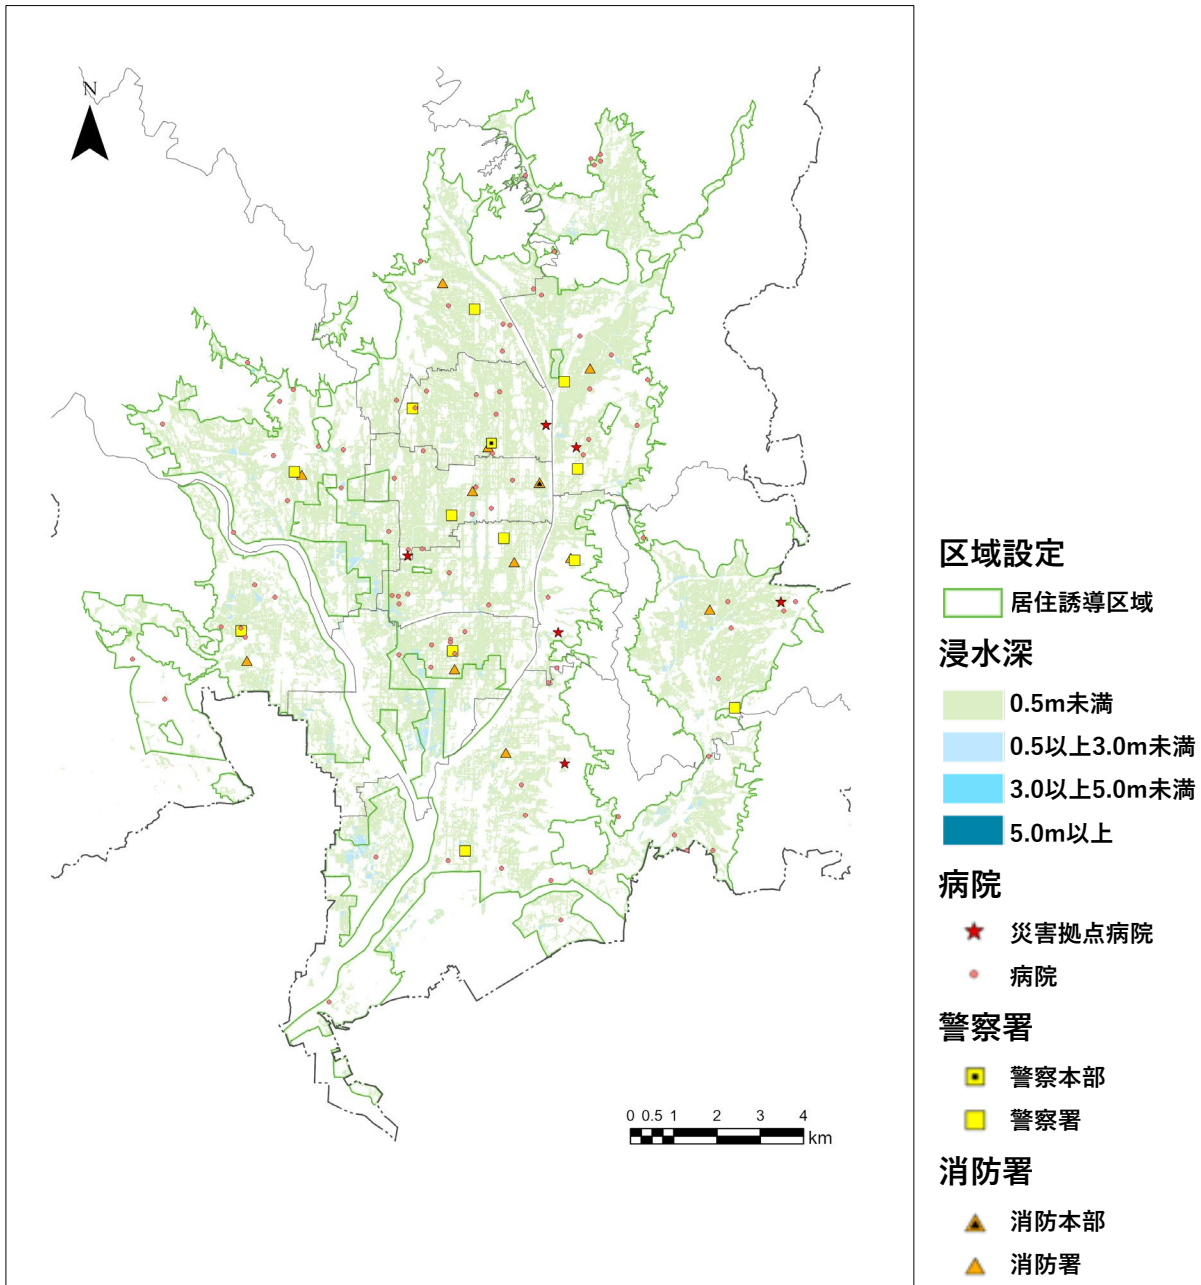 N
区域設定
居住誘導区域
浸水深
0.5m未満
0.5以上3.0m未満
3.0以上5.0m未満
5.0m以上
病院
災害拠点病院
病院
警察署
警察本部
警察署
消防署
消防本部
消防署
0 0.5 1 2 3 4
km